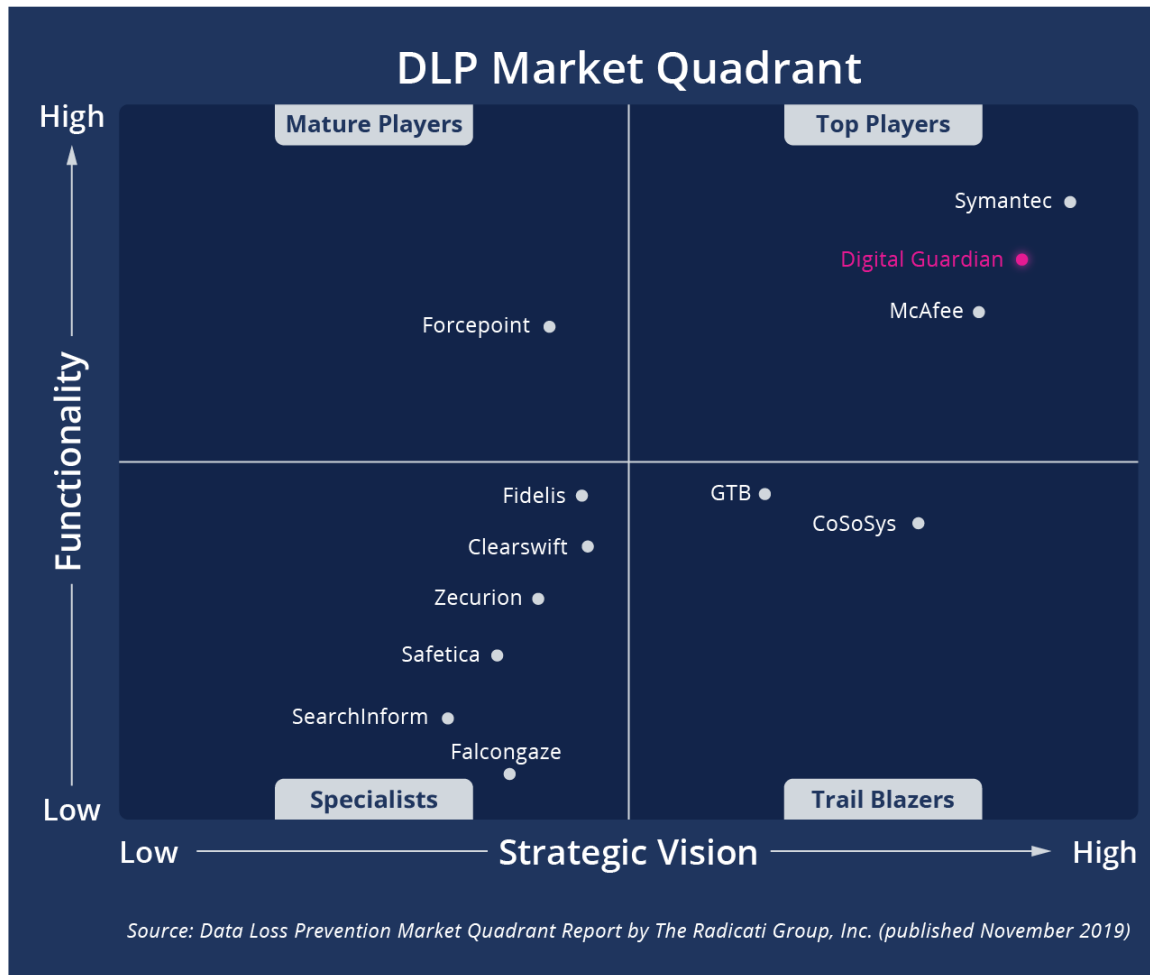 DLP Market Quadrant
High
Mature Players
Top Players
Symantec
Digital Guardian
McAfee
Forcepoint
Functionality
Fidelis
GTB
CoSoSys
Clearswift
Zecurion
Safetica
SearchInform
Falcongaze
Specialists
Trail Blazers
Low
Low
Strategic Vision
High
Source: Data Loss Prevention Market Quadrant Report by The Radicati Group, Inc. (published November 2019)